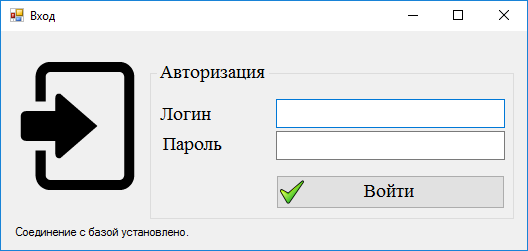 Вход
Авторизация
Логин
Пароль
Войти
Соединение с базой установлено.